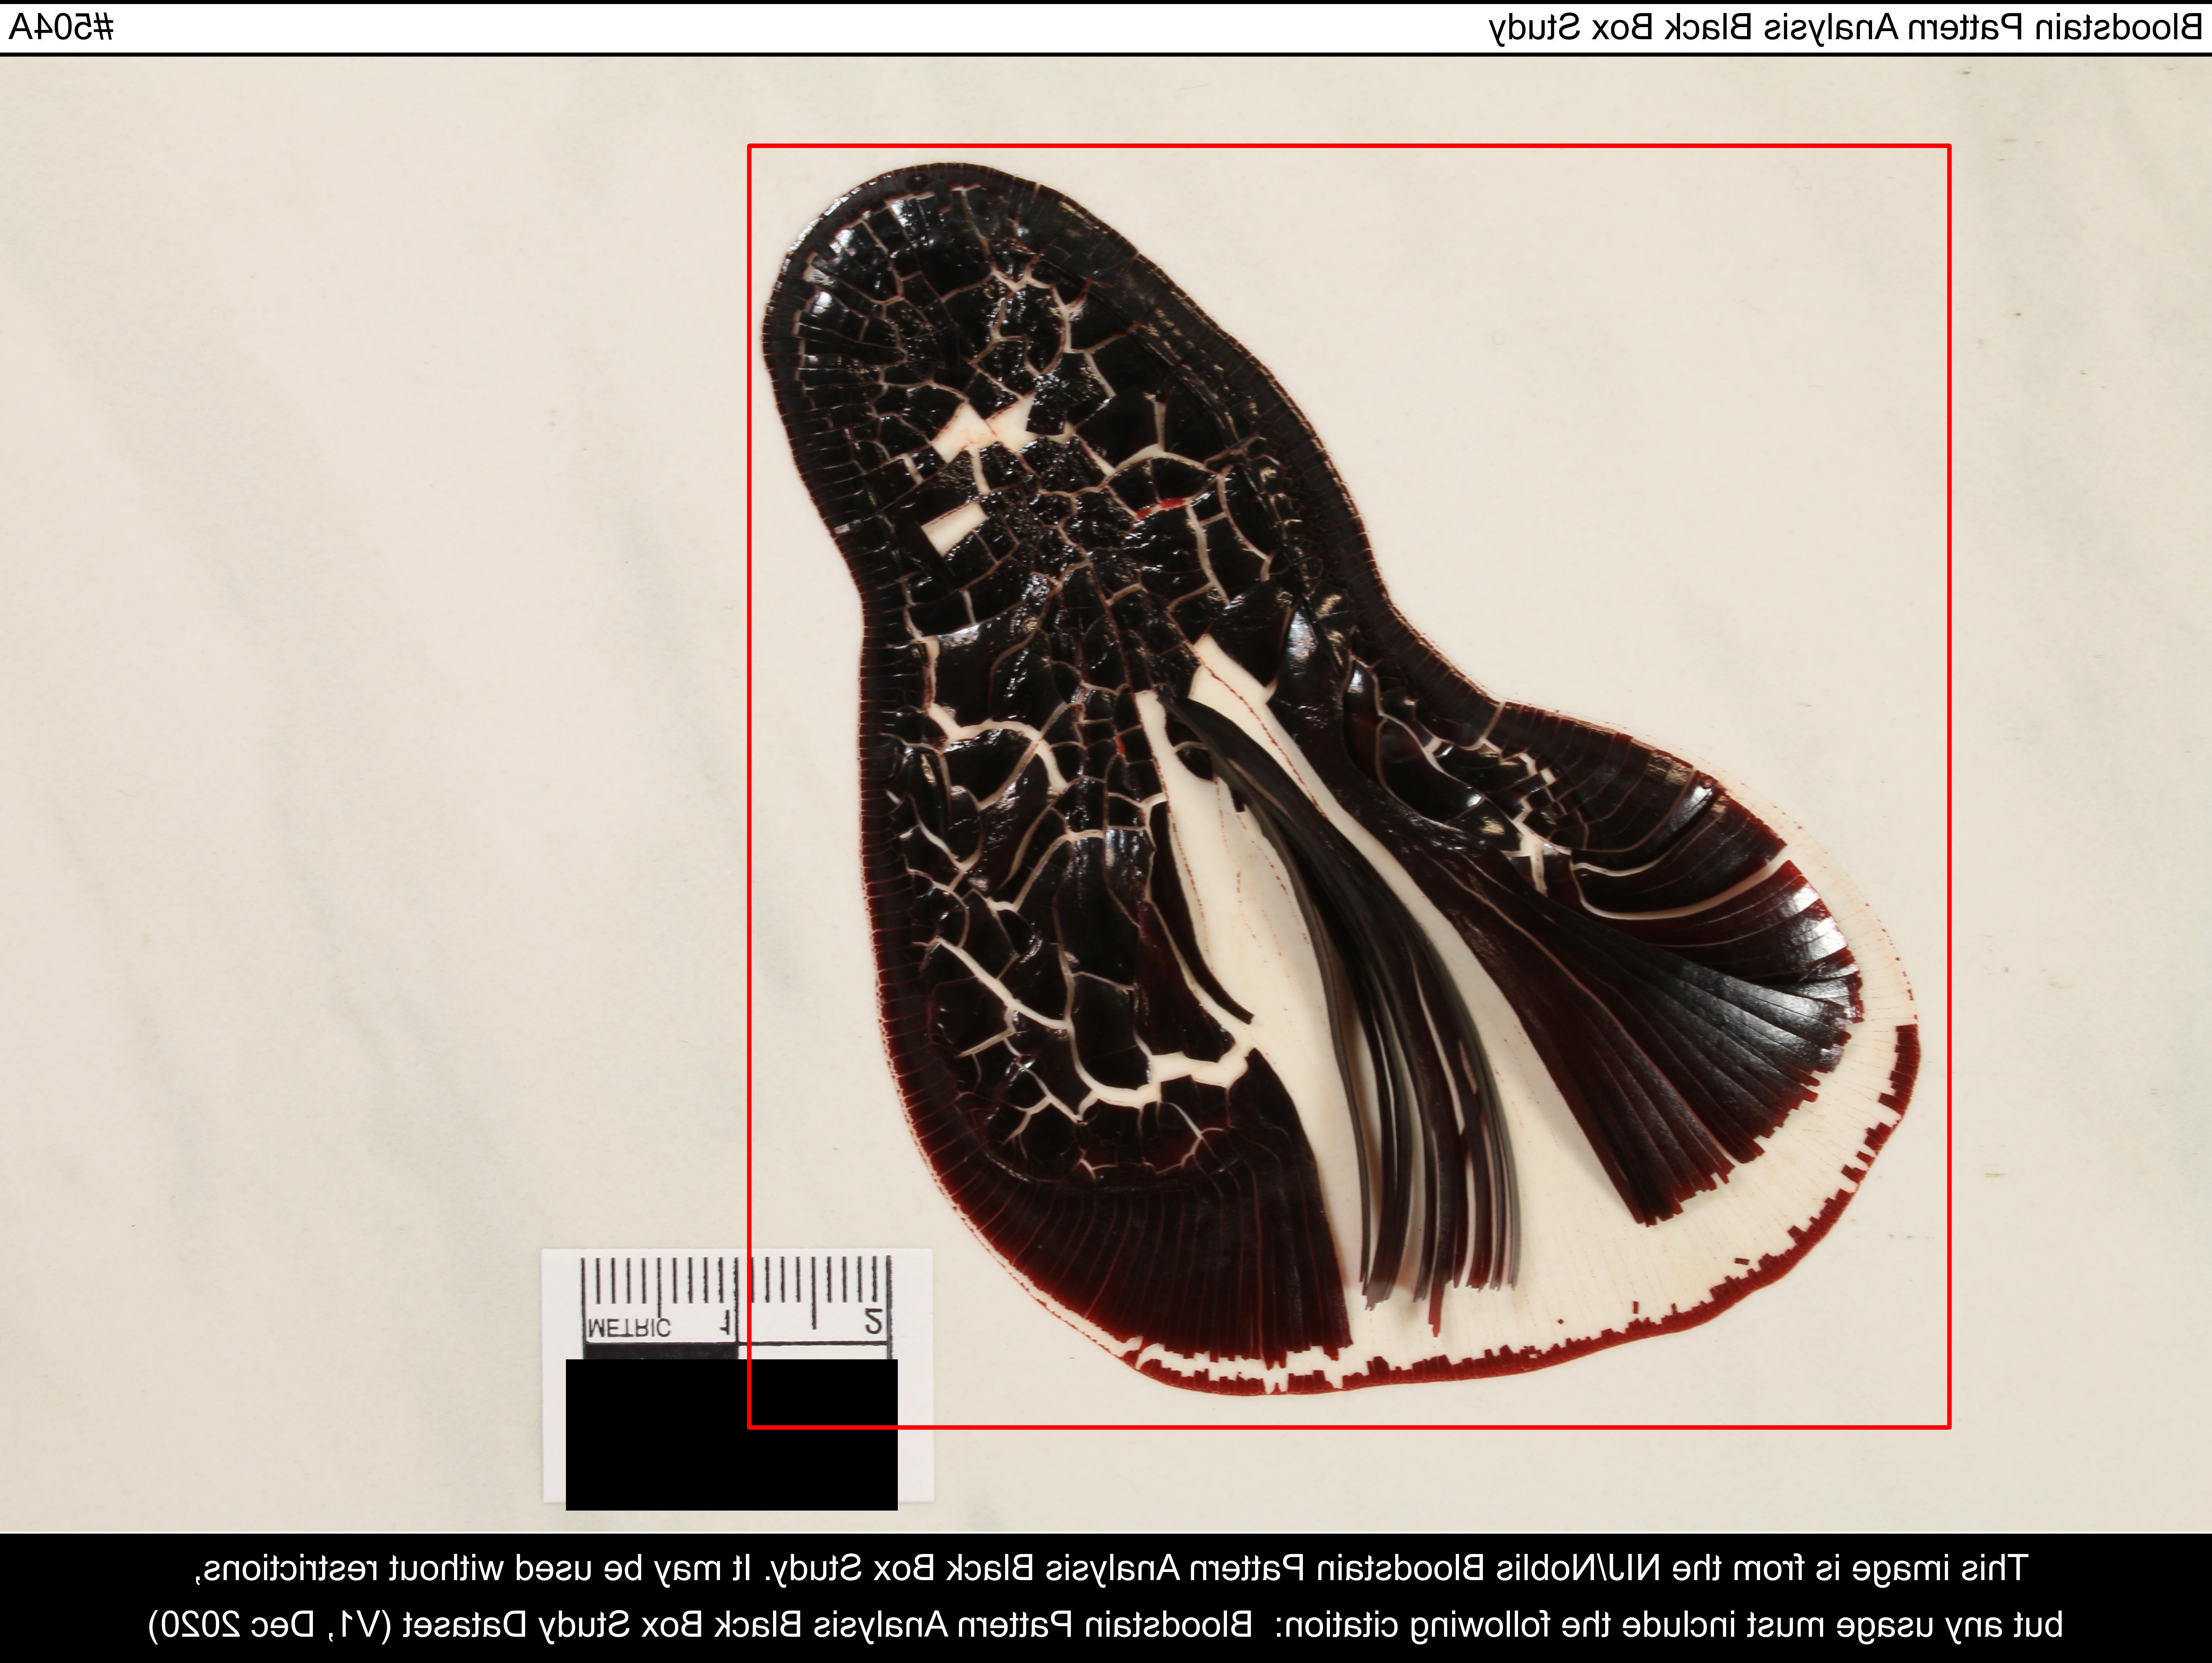 Bloodstain Pattern Analysis Black Box Study
#504A
METRIC 1 2
This image is from the NIJ/Noblis Bloodstain Pattern Analysis Black Box Study. It may be used without restrictions,
but any usage must include the following citation: Bloodstain Pattern Analysis Black Box Study Dataset (V1, Dec 2020)